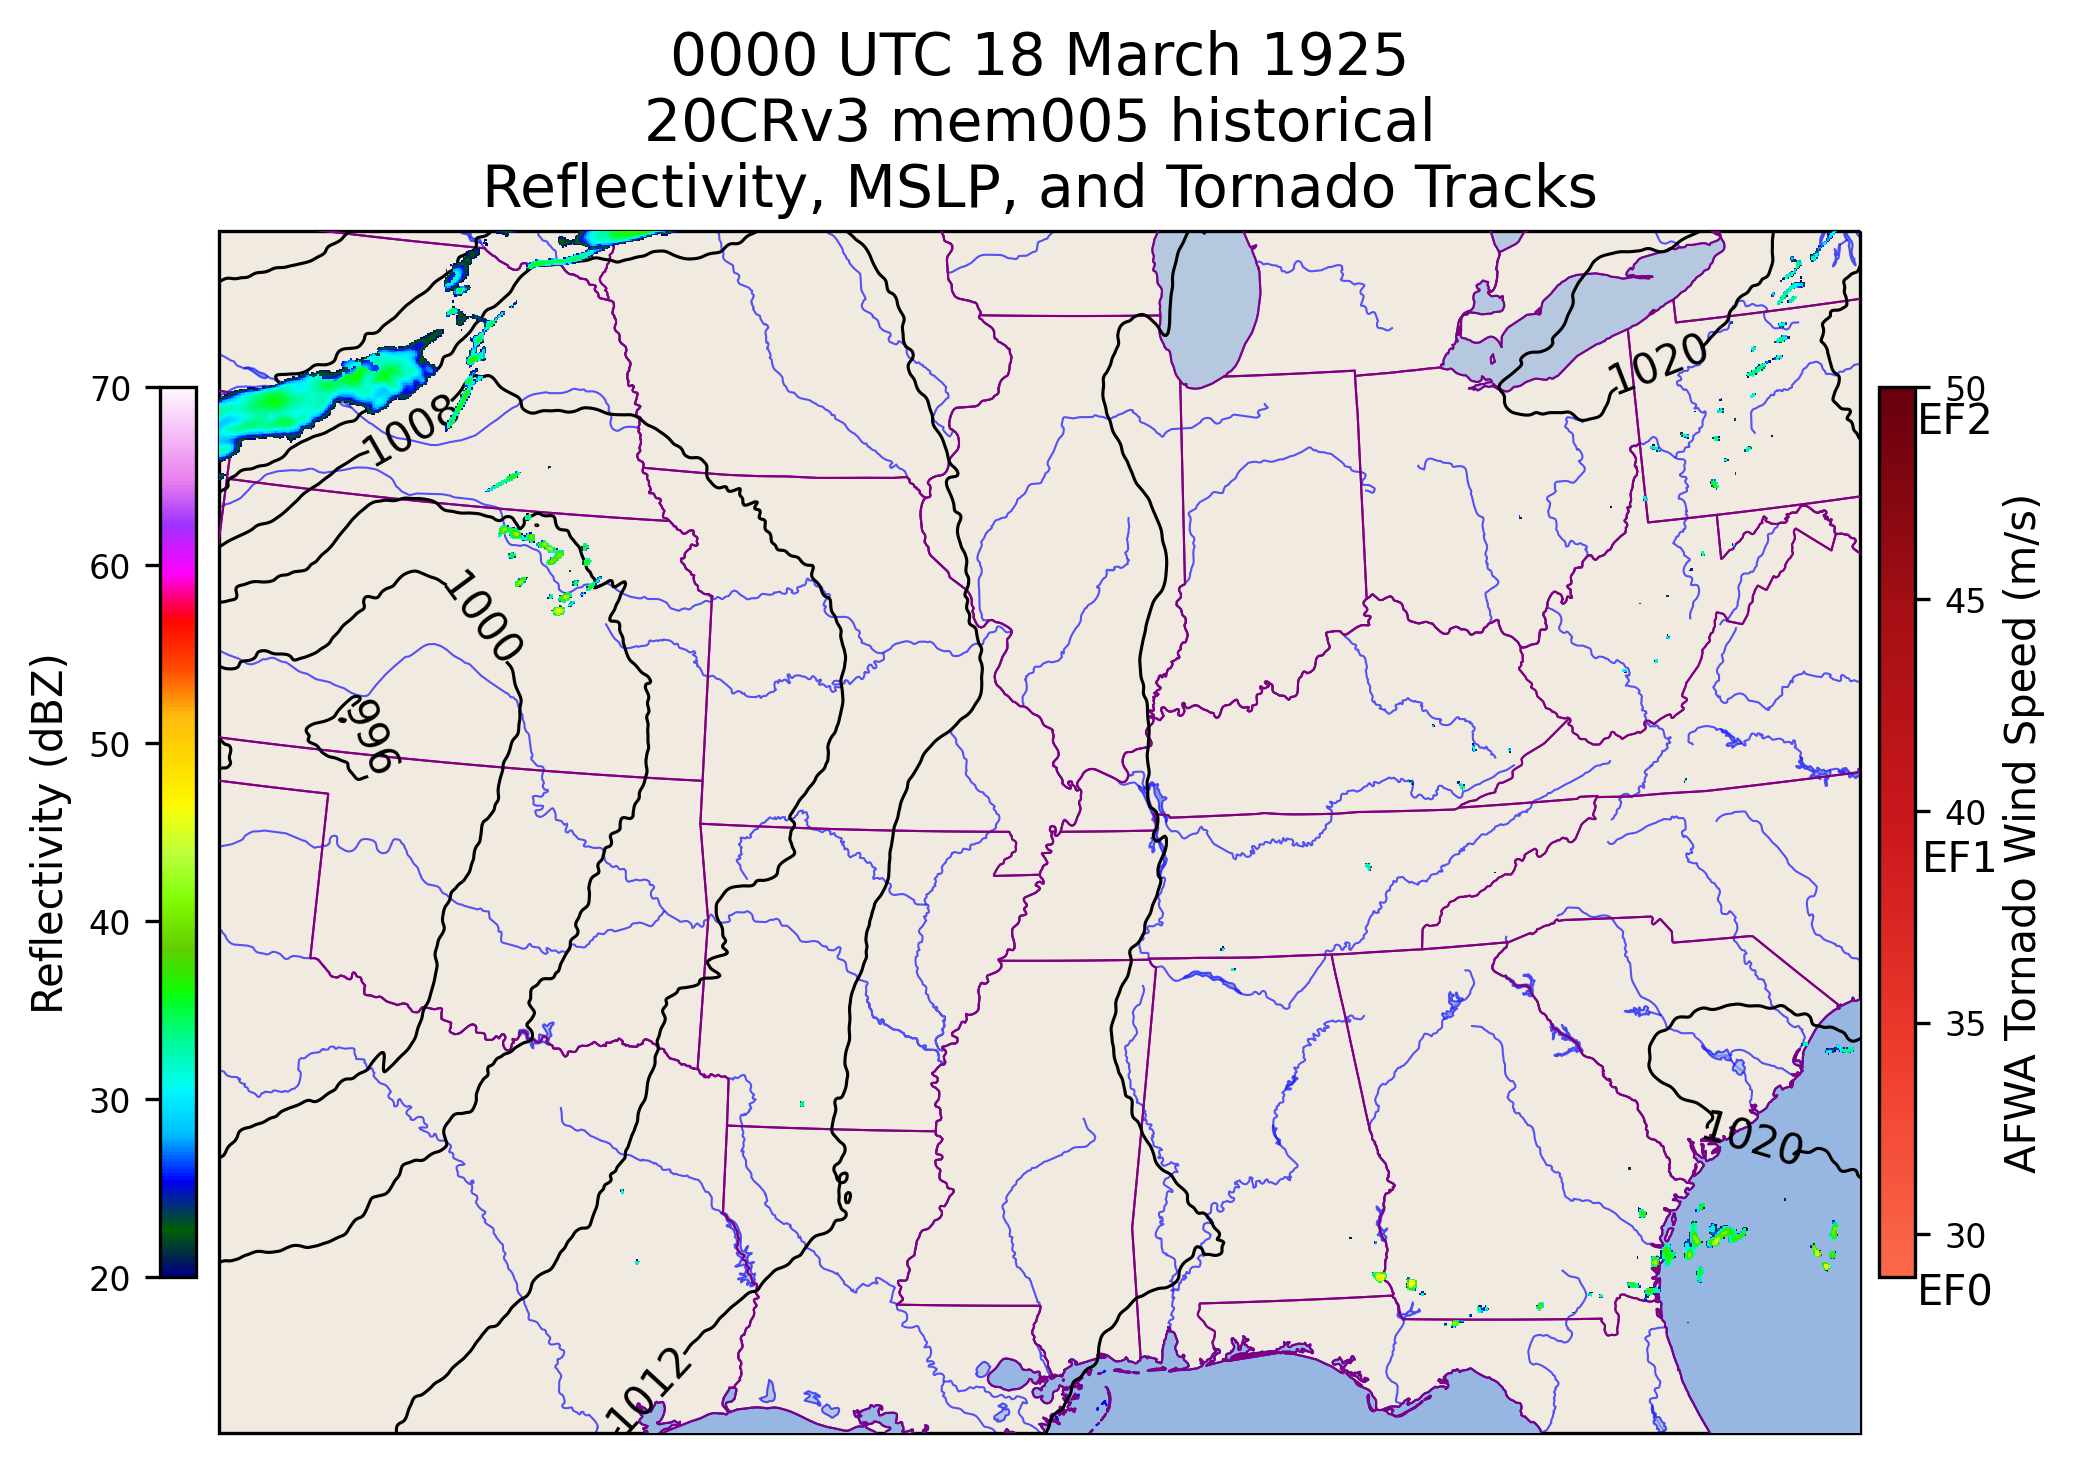 0000 UTC 18 March 1925
20CRv3 mem005 historical
Reflectivity, MSLP, and Tornado Tracks
1020
1008
1000
996
1020
1012
70
60
50
40
30
20
Reflectivity (dBZ)
50
EF2
45
40
EF1
35
30
EF0
AFWA Tornado Wind Speed (m/s)